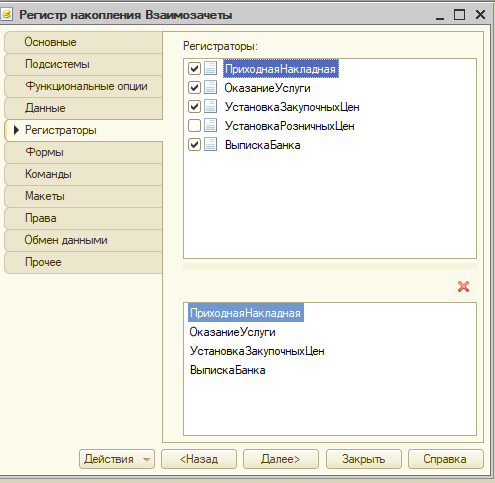 Регистр накопления Взаимозачеты
Основные
Подсистемы
Функциональные опции
Данные
Регистраторы
Формы
Команды
Макеты
Права
Обмен данными
Прочее
Регистраторы:
ПриходнаяНакладная
ОказаниеУслуги
УстановкаЗакупочныхЦен
УстановкаРозничныхЦен
ВыпискаБанка
ПриходнаяНакладная
ОказаниеУслуги
УстановкаЗакупочныхЦен
ВыпискаБанка
Действия <Назад Далее> Закрыть Справка